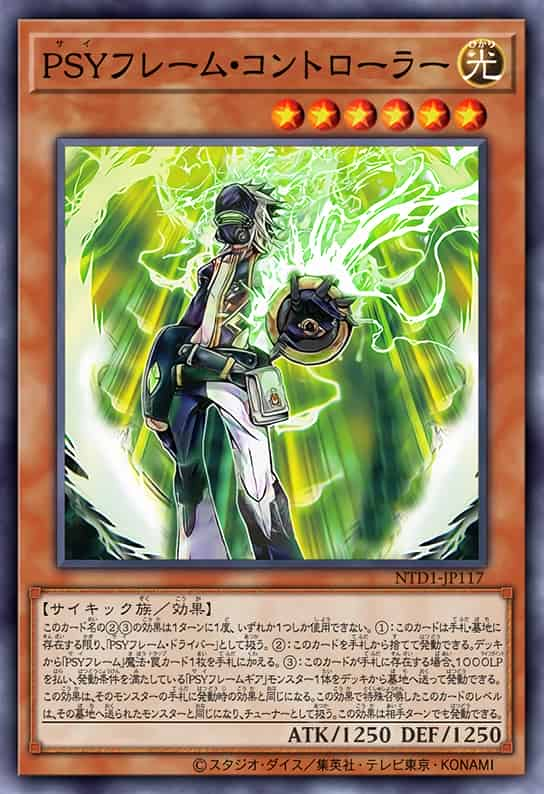 サイ
PSYフレーム・コントローラー
ひかり
光
NTD1-JP117
【サイキック族／効果】
このカード名の②③の効果は1ターンに1度、いずれか1つしか使用できない。①：このカードは手札・墓地に
存在する限り、「PSYフレーム・ドライバー」として扱う。②：このカードを手札から捨てて発動できる。デッキ
から「PSYフレーム」魔法・罠カード1枚を手札に加える。③：このカードが手札に存在する場合、1000LP
を払い、発動条件を満たしている「PSYフレームギア」モンスター1体をデッキから墓地へ送って発動できる。
この効果は、そのモンスターの手札に発動時の効果と同じになる。この効果で特殊召喚したこのカードのレベル
は、その墓地へ送られたモンスターと同じになり、チューナーとして扱う。この効果は相手ターンでも発動できる。
ATK/1250 DEF/1250
©スタジオ・ダイス／集英社・テレビ東京・KONAMI